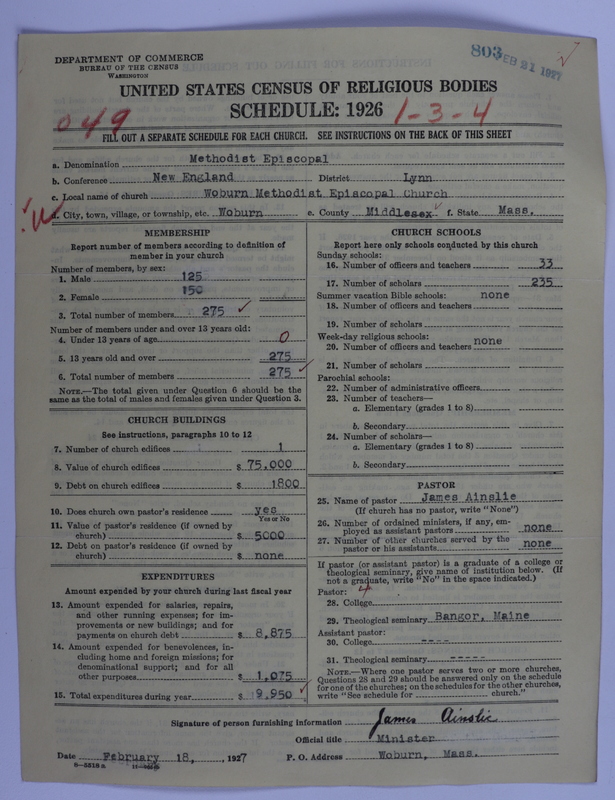 803 FEB 21 1927
DEPARTMENT OF COMMERCE
BUREAU OF THE CENSUS
WASHINGTON
UNITED STATES CENSUS OF RELIGIOUS BODIES
SCHEDULE: 1926 1-3-4
049
FILL OUT A SEPARATE SCHEDULE FOR EACH CHURCH. SEE INSTRUCTIONS ON THE BACK OF THIS SHEET
a. Denomination Methodist Episcopal
b. Conference New England District Lynn
c. Local name of church Woburn Methodist Episcopal Church
d. City, town, village, or township, etc. Woburn e. County Middlesex f. State Mass.
MEMBERSHIP
Report number of members according to definition of
member in your church
Number of members, by sex:
1. Male 125
2. Female 150
3. Total number of members 275
Number of members under and over 13 years old:
4. Under 13 years of age 0
5. 13 years old and over 275
6. Total number of members 275
NOTE.—The total given under Question 6 should be the
same as the total of males and females given under Question 3.
CHURCH BUILDINGS
See instructions, paragraphs 10 to 12
7. Number of church edifices 1
8. Value of church edifices $ 75,000
9. Debt on church edifices $ 1800
10. Does church own pastor's residence yes
Yes or No
11. Value of pastor's residence (if owned by
church) $ 5000
12. Debt on pastor's residence (if owned by
church) $ none
EXPENDITURES
Amount expended by your church during last fiscal year
13. Amount expended for salaries, repairs,
and other running expenses; for im-
provements or new buildings; and for
payments on church debt $ 8,875
14. Amount expended for benevolences, in-
cluding home and foreign missions; for
denominational support; and for all
other purposes $ 1,075
15. Total expenditures during year $ 9,950
CHURCH SCHOOLS
Report here only schools conducted by this church
Sunday schools:
16. Number of officers and teachers 33
17. Number of scholars 235
Summer vacation Bible schools: none
18. Number of officers and teachers
19. Number of scholars
Week-day religious schools: none
20. Number of officers and teachers
21. Number of scholars
Parochial schools:
22. Number of administrative officers
23. Number of teachers—
a. Elementary (grades 1 to 8)
b. Secondary
24. Number of scholars—
a. Elementary (grades 1 to 8)
b. Secondary
PASTOR
25. Name of pastor James Ainslie
(If church has no pastor, write "None")
26. Number of ordained ministers, if any, em-
ployed as assistant pastors none
27. Number of other churches served by the
pastor or his assistants none
If pastor (or assistant pastor) is a graduate of a college or
theological seminary, give name of institution below. (If
not a graduate, write "No" in the space indicated.)
Pastor: 4
28. College
29. Theological seminary Bangor, Maine
Assistant pastor:
30. College ----
31. Theological seminary -----
NOTE.—Where one pastor serves two or more churches,
Questions 28 and 29 should be answered only on the schedule
for one of the churches; on the schedules for the other churches,
write "See schedule for church."
Signature of person furnishing information James Ainslie
Official title Minister
Date February 18, 1927 P. O. Address Woburn, Mass.
8—5518a